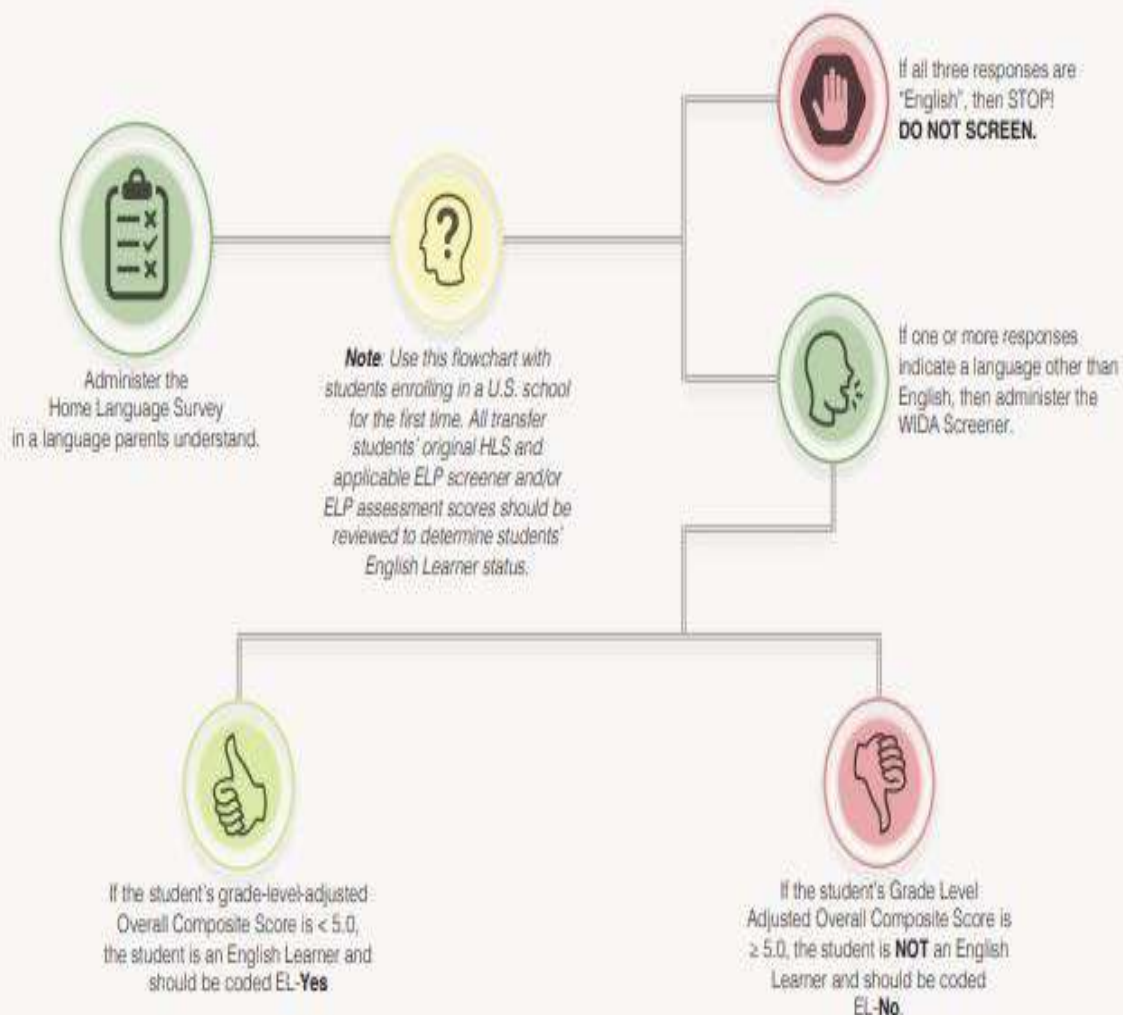 Administer the
Home Language Survey
in a language parents understand.
?
Note: Use this flowchart with
students enrolling in a U.S. school
for the first time. All transfer
students' original HLS and
applicable ELP screener and/or
ELP assessment scores should be
reviewed to determine students'
English Learner status.
If all three responses are
"English", then STOP!
DO NOT SCREEN.
If one or more responses
indicate a language other than
English, then administer the
WIDA Screener.
If the student's grade-level-adjusted
Overall Composite Score is < 5.0,
the student is an English Learner and
should be coded EL-Yes
If the student's Grade Level
Adjusted Overall Composite Score is
≥ 5.0, the student is NOT an English
Learner and should be coded
EL-No.